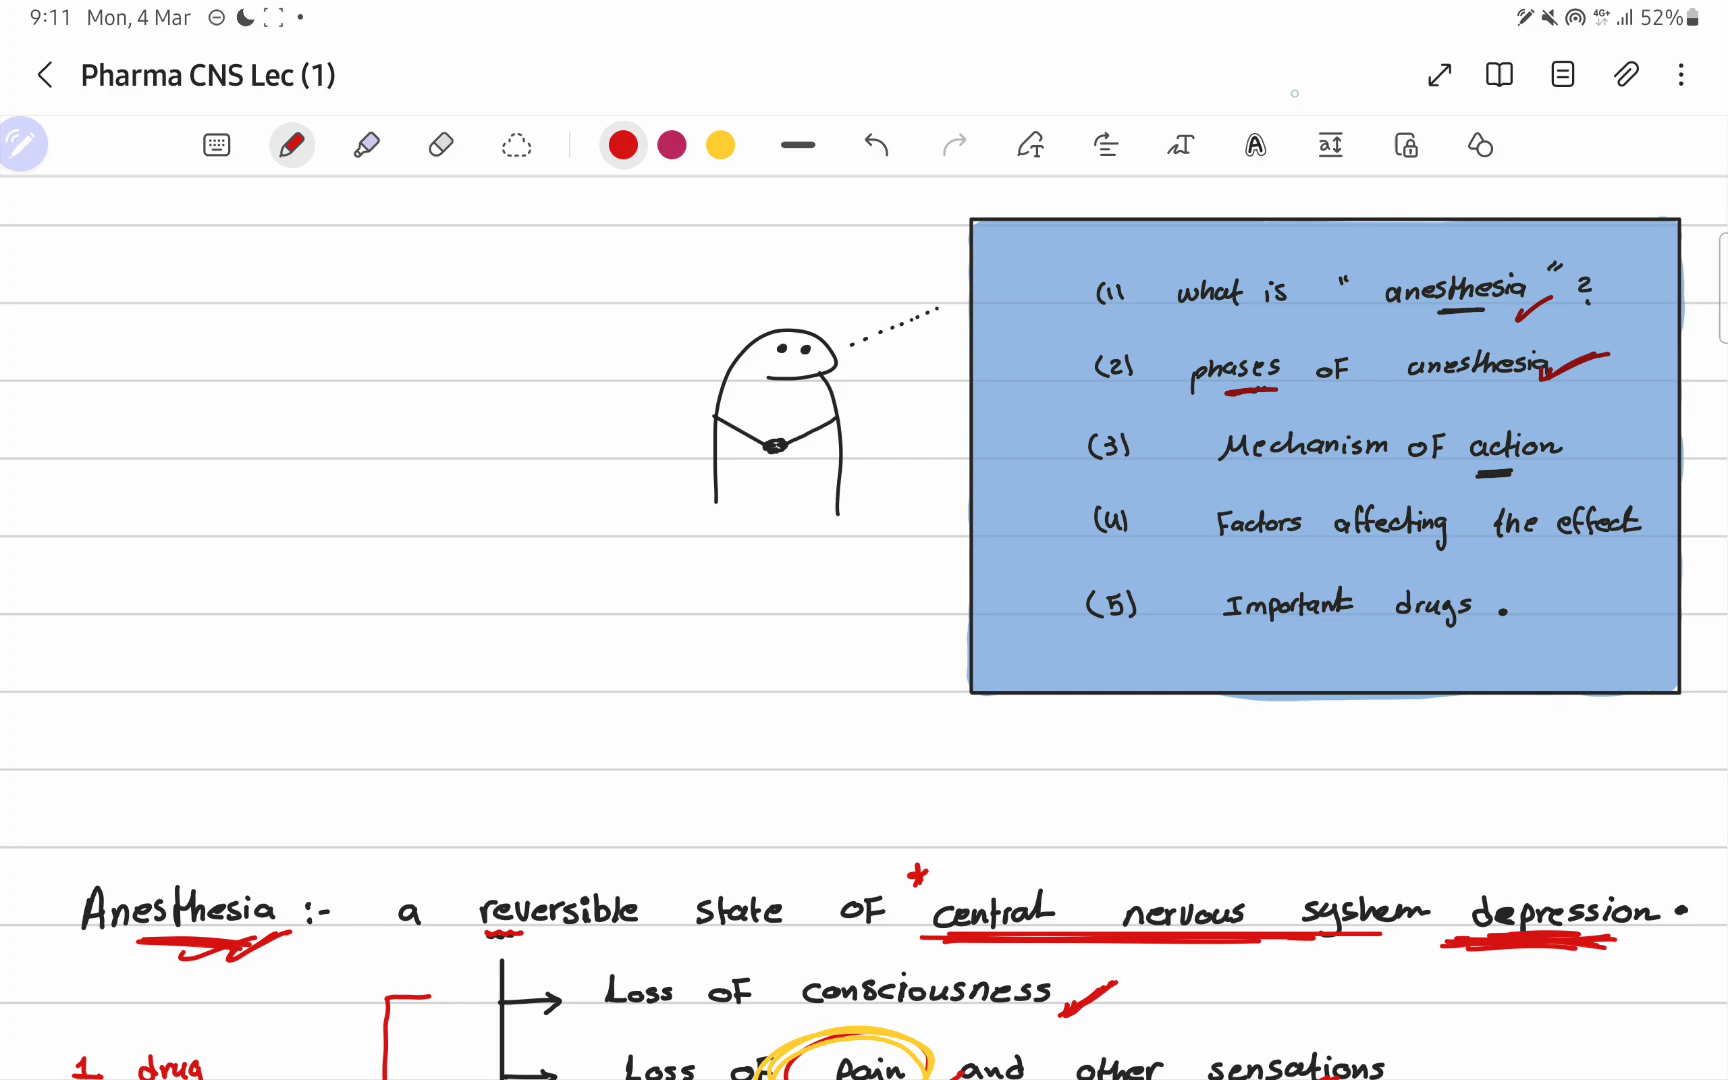 9:11 Mon, 4 Mar 4G+ 52%
Pharma CNS Lec (1)
(1) what is " anesthesia " ?
(2) phases of anesthesia
(3) Mechanism of action
(4) Factors affecting the effect
(5) Important drugs .
Anesthesia :- a reversible state of * central nervous system depression .
Loss of consciousness
1 drug
Loss of Pain and other sensations